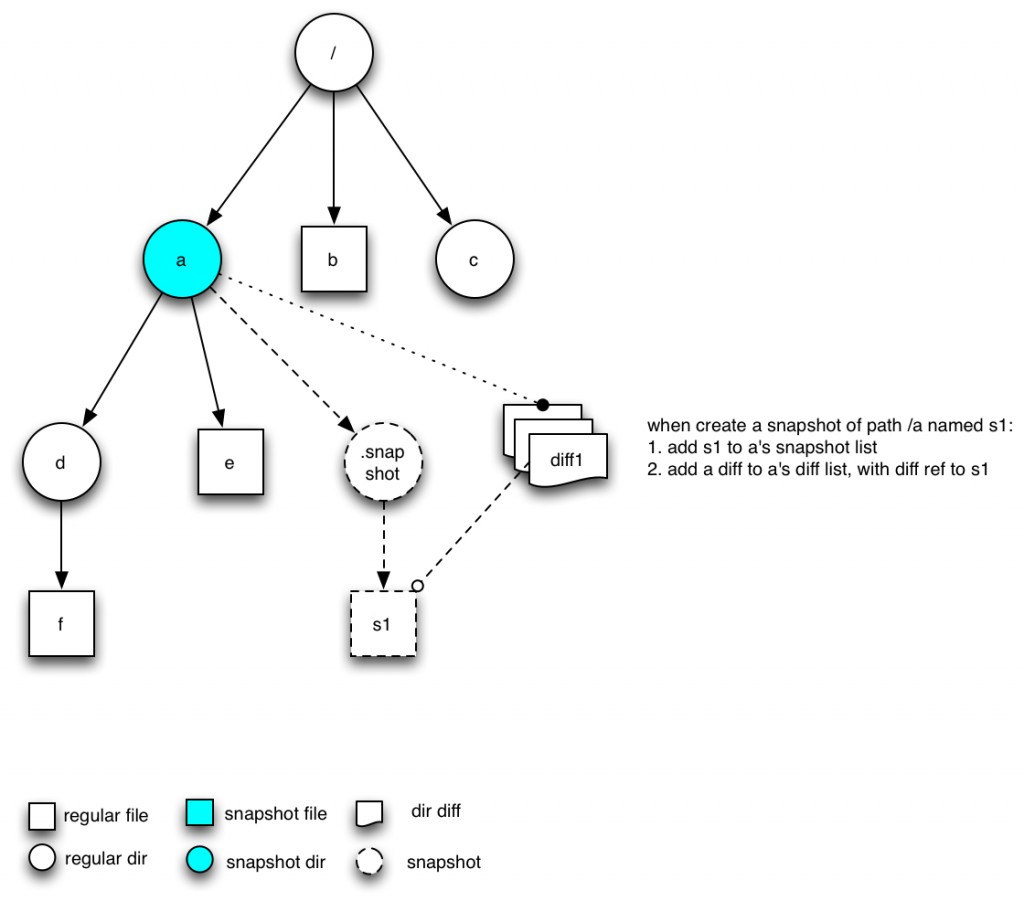 /
a
b
c
d
e
.snap
shot
diff1
when create a snapshot of path /a named s1:
1. add s1 to a's snapshot list
2. add a diff to a's diff list, with diff ref to s1
f
s1
regular file
snapshot file
dir diff
regular dir
snapshot dir
snapshot